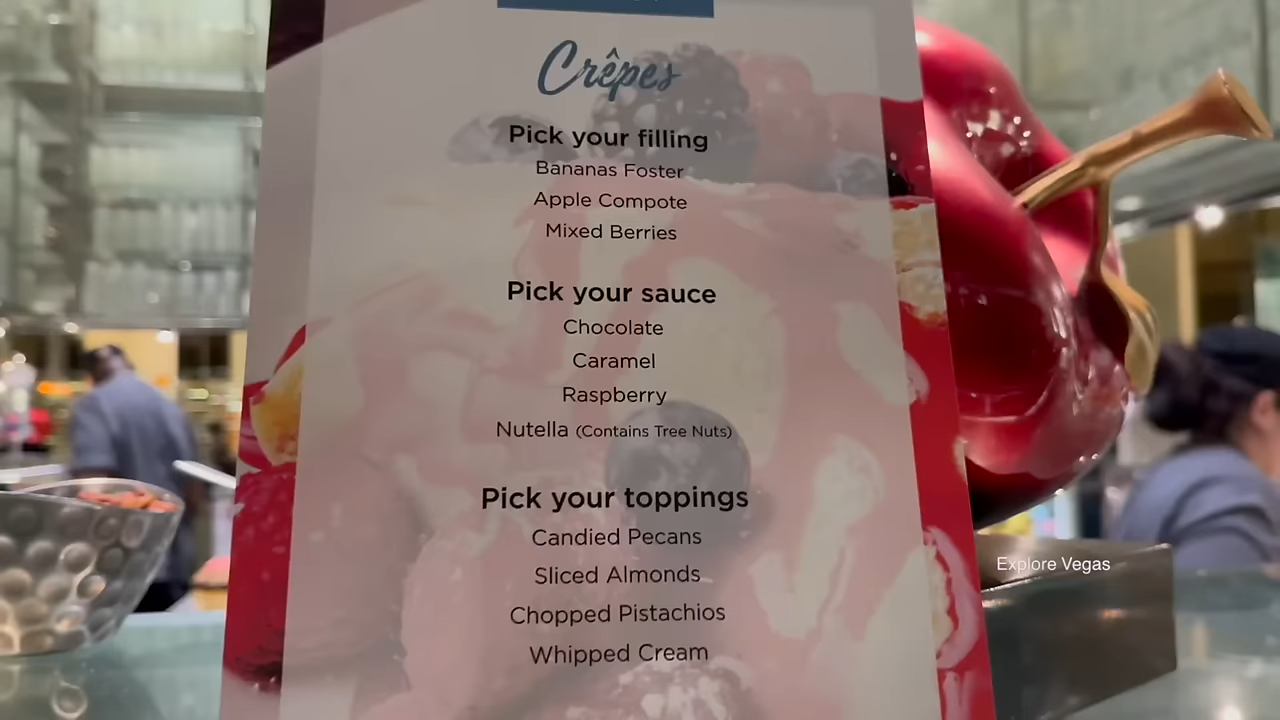 Crêpes
Pick your filling
Bananas Foster
Apple Compote
Mixed Berries
Pick your sauce
Chocolate
Caramel
Raspberry
Nutella (Contains Tree Nuts)
Pick your toppings
Candied Pecans
Sliced Almonds
Chopped Pistachios
Whipped Cream
Explore Vegas